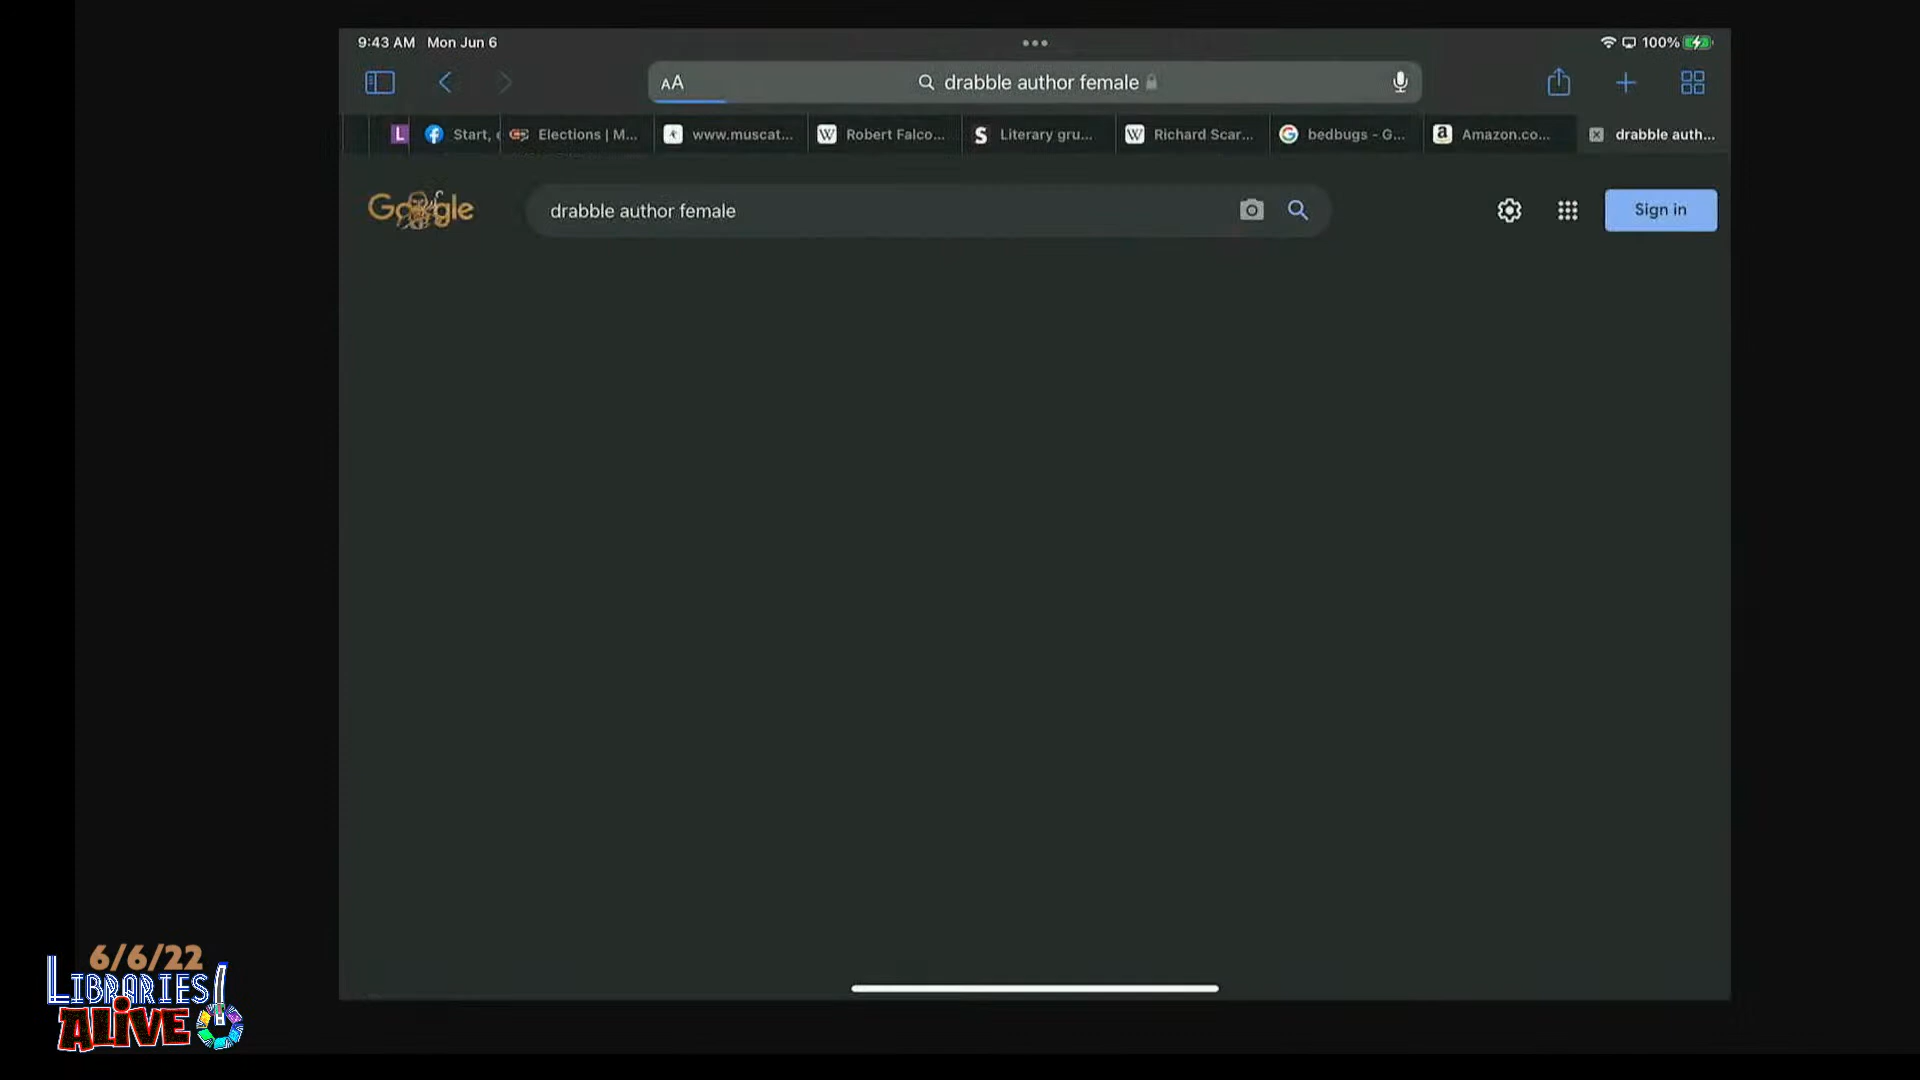 9:43 AM Mon Jun 6
100%
AA
drabble author female
L
Start, e
Elections | M...
www.muscat...
Robert Falco...
S Literary gru...
W Richard Scar...
bedbugs - G...
a Amazon.co...
drabble auth...
Google
drabble author female
Sign in
6/6/22
LIBRARIES
ALiVE